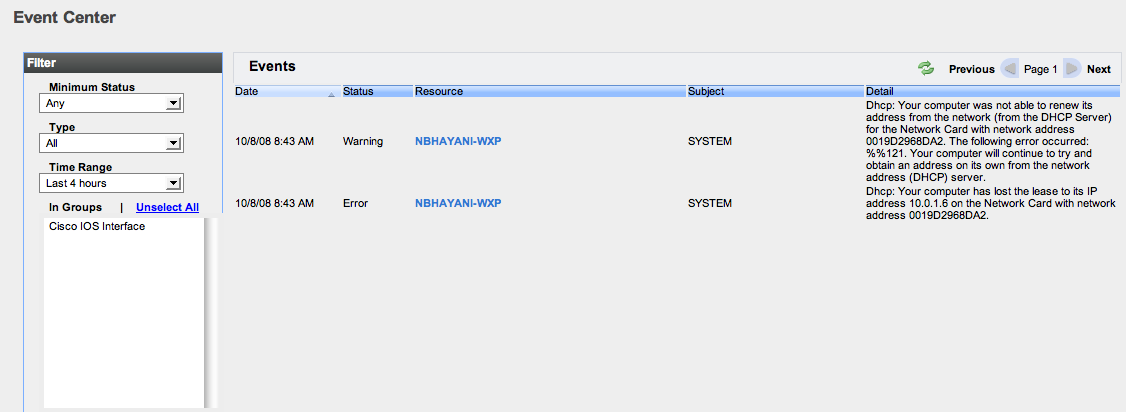 Event Center
Filter
Minimum Status
Any
Type
All
Time Range
Last 4 hours
In Groups | Unselect All
Cisco IOS Interface
Events
Previous Page 1 Next
Date Status Resource Subject Detail
10/8/08 8:43 AM Warning NBHAYANI-WXP SYSTEM
Dhcp: Your computer was not able to renew its
address from the network (from the DHCP Server)
for the Network Card with network address
0019D2968DA2. The following error occurred:
%%121. Your computer will continue to try and
obtain an address on its own from the network
address (DHCP) server.
10/8/08 8:43 AM Error NBHAYANI-WXP SYSTEM
Dhcp: Your computer has lost the lease to its IP
address 10.0.1.6 on the Network Card with network
address 0019D2968DA2.